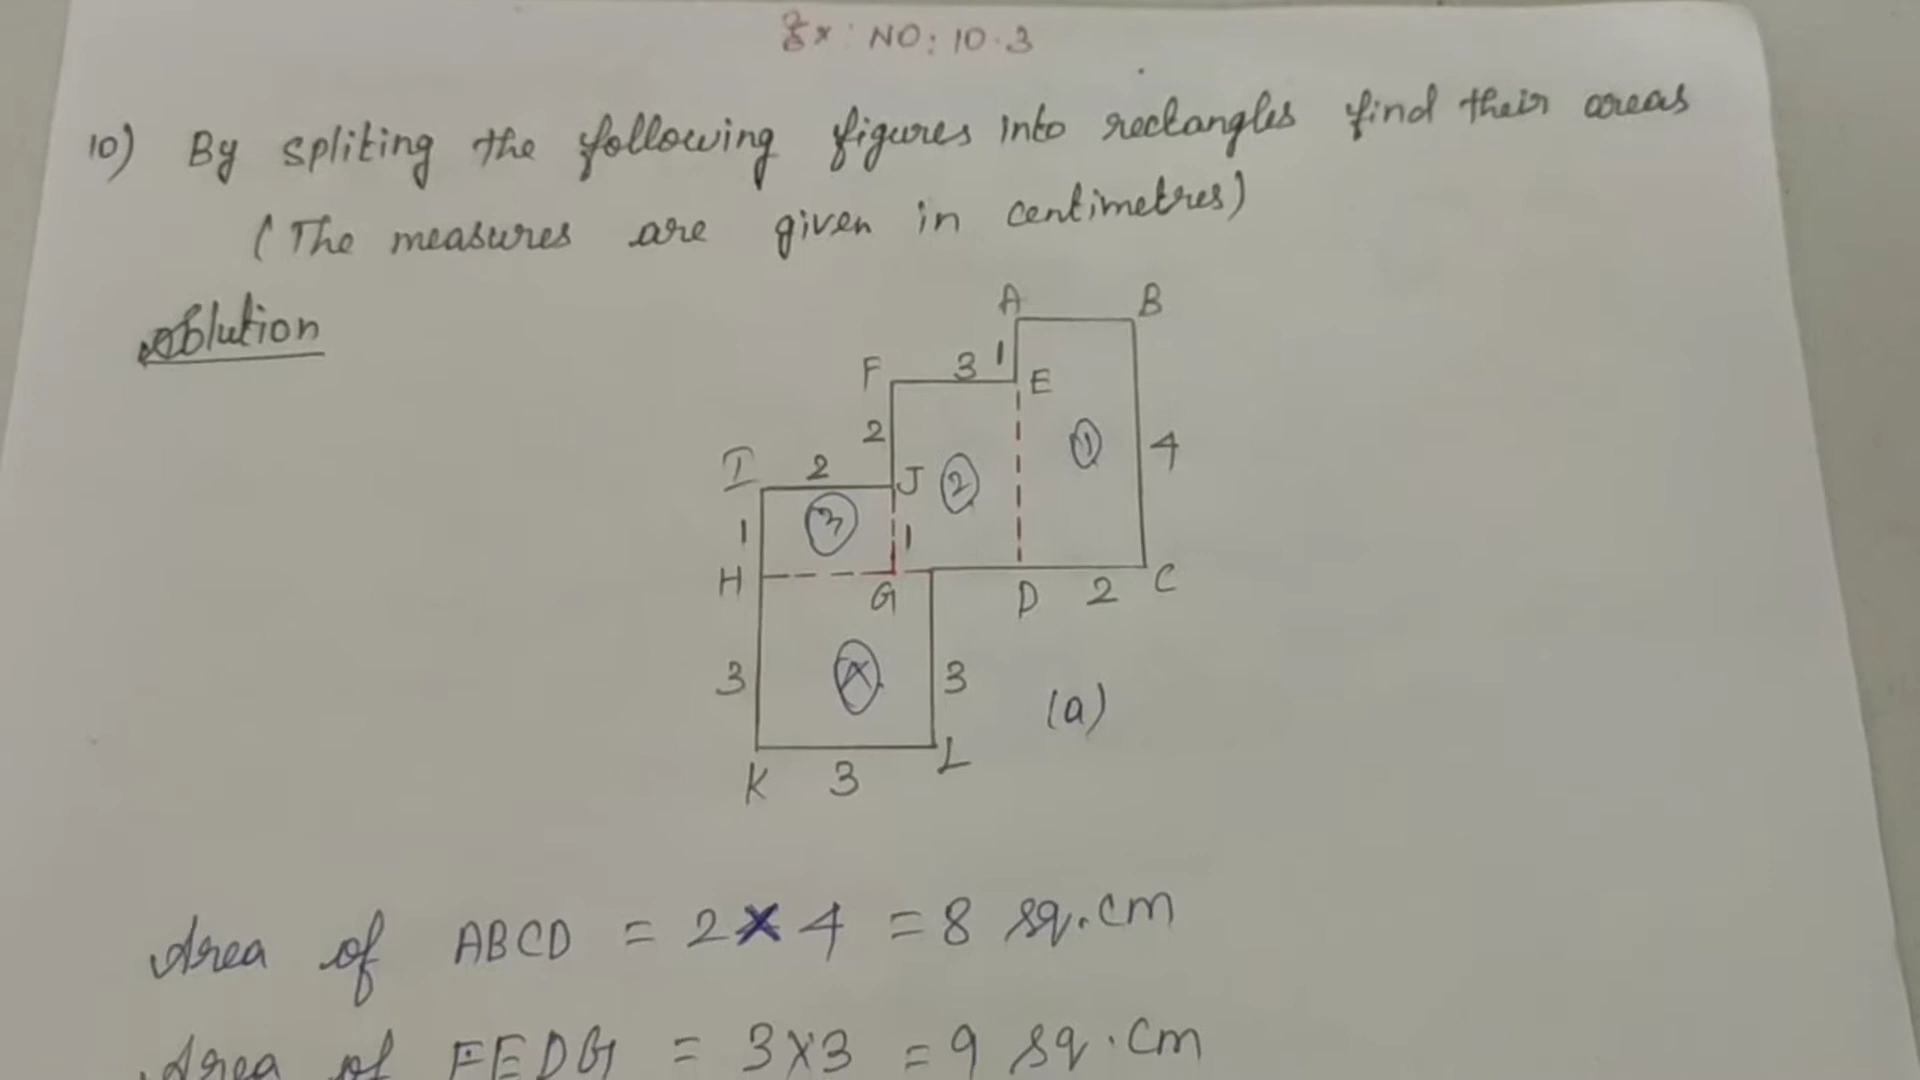 Ex: NO: 10.3
10) By spliting the following figures into rectangles find their areas
(The measures are given in centimetres)
Solution
A B
F 3 1 E
2
I 2 J 2 1 4
1 3 1
H G D 2 C
3 3 (a)
K 3 L
Area of ABCD = 2 × 4 = 8 sq.cm
Area of FEDG = 3×3 = 9 sq.cm